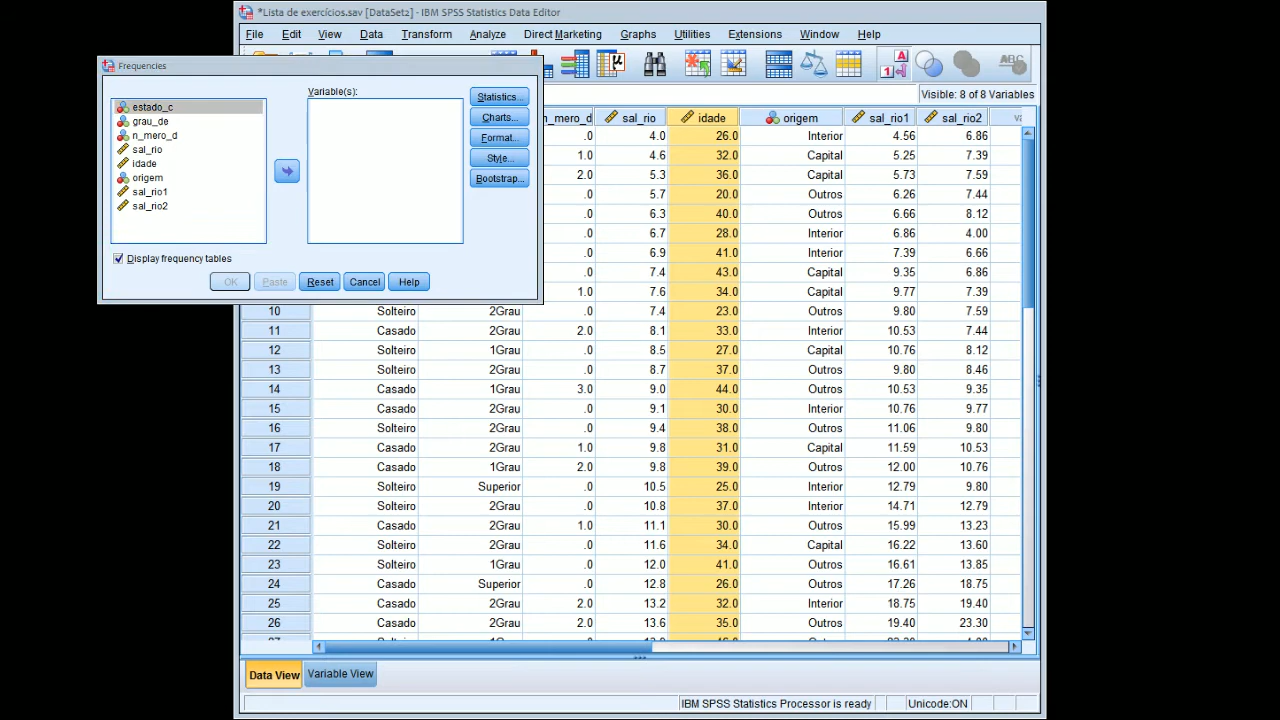 *Lista de exercícios.sav [DataSet2] - IBM SPSS Statistics Data Editor
File Edit View Data Transform Analyze Direct Marketing Graphs Utilities Extensions Window Help
Frequencies
Variable(s):
estado_c
grau_de
n_mero_d
sal_rio
idade
origem
sal_rio1
sal_rio2
Statistics...
Charts...
Format...
Style...
Bootstrap...
Display frequency tables
OK Paste Reset Cancel Help
Visible: 8 of 8 Variables
n_mero_d sal_rio idade origem sal_rio1 sal_rio2
.0 4.0 26.0 Interior 4.56 6.86
1.0 4.6 32.0 Capital 5.25 7.39
2.0 5.3 36.0 Capital 5.73 7.59
.0 5.7 20.0 Outros 6.26 7.44
.0 6.3 40.0 Outros 6.66 8.12
.0 6.7 28.0 Interior 6.86 4.00
.0 6.9 41.0 Interior 7.39 6.66
.0 7.4 43.0 Capital 9.35 6.86
1.0 7.6 34.0 Capital 9.77 7.39
10 Solteiro 2Grau .0 7.4 23.0 Outros 9.80 7.59
11 Casado 2Grau 2.0 8.1 33.0 Interior 10.53 7.44
12 Solteiro 1Grau .0 8.5 27.0 Capital 10.76 8.12
13 Solteiro 2Grau .0 8.7 37.0 Outros 9.80 8.46
14 Casado 1Grau 3.0 9.0 44.0 Outros 10.53 9.35
15 Casado 2Grau .0 9.1 30.0 Interior 10.76 9.77
16 Solteiro 2Grau .0 9.4 38.0 Outros 11.06 9.80
17 Casado 2Grau 1.0 9.8 31.0 Capital 11.59 10.53
18 Casado 1Grau 2.0 9.8 39.0 Outros 12.00 10.76
19 Solteiro Superior .0 10.5 25.0 Interior 12.79 9.80
20 Solteiro 2Grau .0 10.8 37.0 Interior 14.71 12.79
21 Casado 2Grau 1.0 11.1 30.0 Outros 15.99 13.23
22 Solteiro 2Grau .0 11.6 34.0 Capital 16.22 13.60
23 Solteiro 1Grau .0 12.0 41.0 Outros 16.61 13.85
24 Casado Superior .0 12.8 26.0 Outros 17.26 18.75
25 Casado 2Grau 2.0 13.2 32.0 Interior 18.75 19.40
26 Casado 2Grau 2.0 13.6 35.0 Outros 19.40 23.30
Data View Variable View
IBM SPSS Statistics Processor is ready Unicode:ON